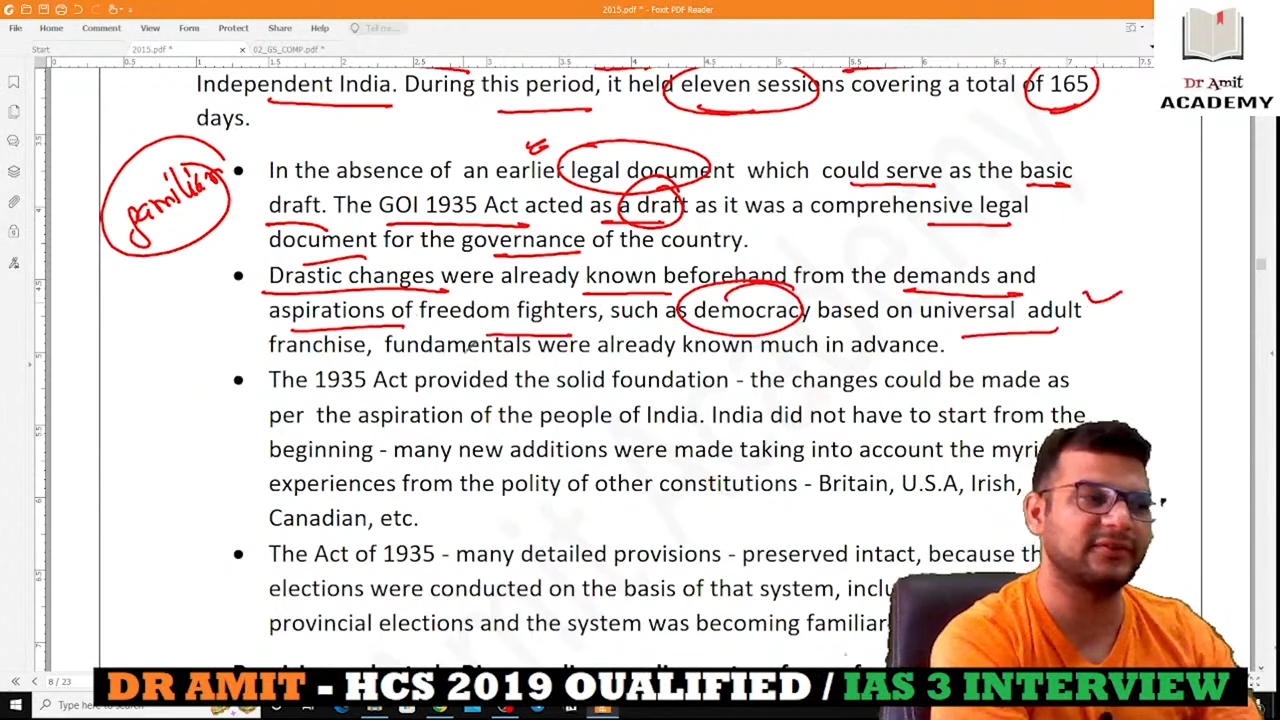 2015.pdf * - Foxit PDF Reader
File Home Comment View Form Protect Share Help Tell me...
Start 2015.pdf * 02_GS_COMP.pdf *
Dr Amit
ACADEMY
Independent India. During this period, it held eleven sessions covering a total of 165
days.
familiar
In the absence of an earlier legal document which could serve as the basic
draft. The GOI 1935 Act acted as a draft as it was a comprehensive legal
document for the governance of the country.
Drastic changes were already known beforehand from the demands and
aspirations of freedom fighters, such as democracy based on universal adult
franchise, fundamentals were already known much in advance.
The 1935 Act provided the solid foundation - the changes could be made as
per the aspiration of the people of India. India did not have to start from the
beginning - many new additions were made taking into account the
experiences from the polity of other constitutions - Britain, U.S.A, Irish,
Canadian, etc.
The Act of 1935 - many detailed provisions - preserved intact, because
elections were conducted on the basis of that system,
provincial elections and the system was becoming familiar
8 / 23
DR AMIT - HCS 2019 QUALIFIED / IAS 3 INTERVIEW
Type here to search